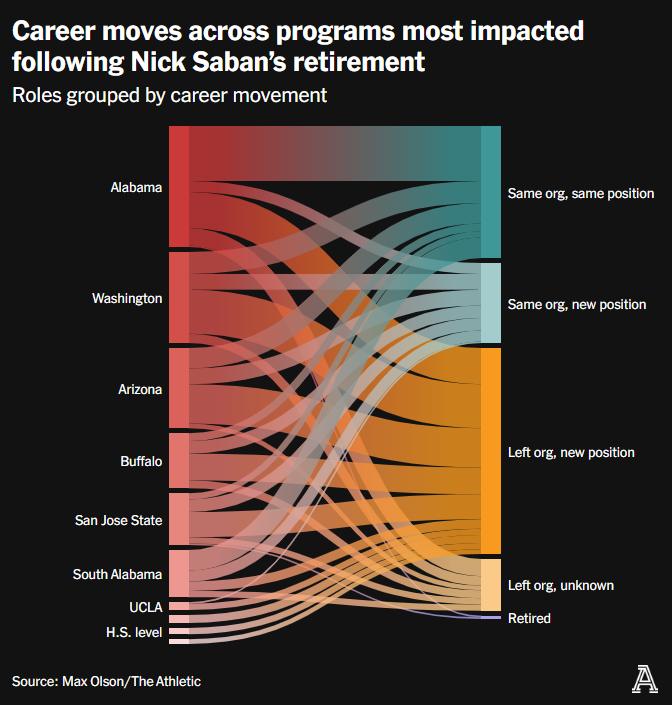 Career moves across programs most impacted
following Nick Saban’s retirement
Roles grouped by career movement
Alabama
Washington
Arizona
Buffalo
San Jose State
South Alabama
UCLA
H.S. level
Same org, same position
Same org, new position
Left org, new position
Left org, unknown
Retired
Source: Max Olson/The Athletic
A